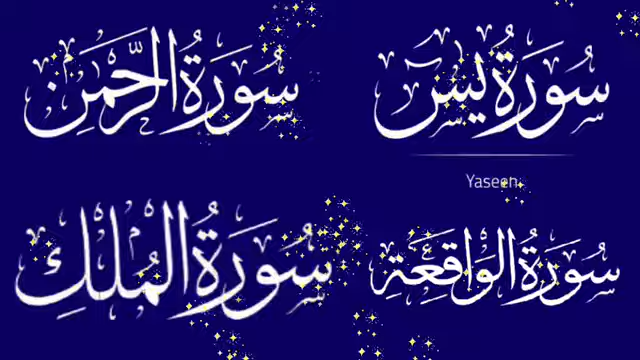 سُورَةُ الرَّحْمٰنِ
سُورَةُ يسٓ
Yaseen
سُورَةُ المُلْكِ
سُورَةُ الوَاقِعَةِ